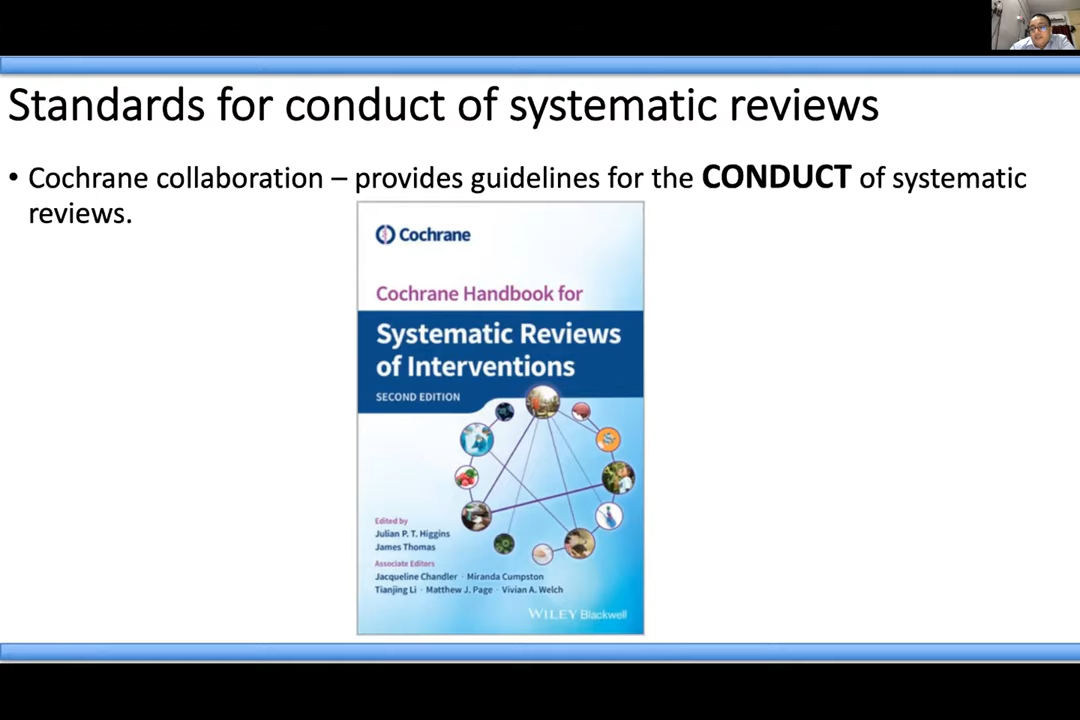 Standards for conduct of systematic reviews
• Cochrane collaboration – provides guidelines for the CONDUCT of systematic
reviews.
Cochrane
Cochrane Handbook for
Systematic Reviews
of Interventions
SECOND EDITION
Edited by
Julian P. T. Higgins
James Thomas
Associate Editors
Jacqueline Chandler · Miranda Cumpston
Tianjing Li · Matthew J. Page · Vivian A. Welch
WILEY Blackwell